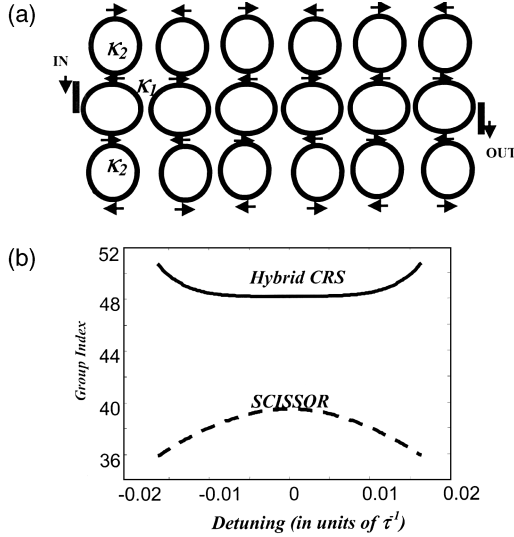 (a)
K2
IN
K1
K2
OUT
(b)
52
Hybrid CRS
48
44
Group Index
SCISSOR
40
36
-0.02 -0.01 0 0.01 0.02
Detuning (in units of τ-1)